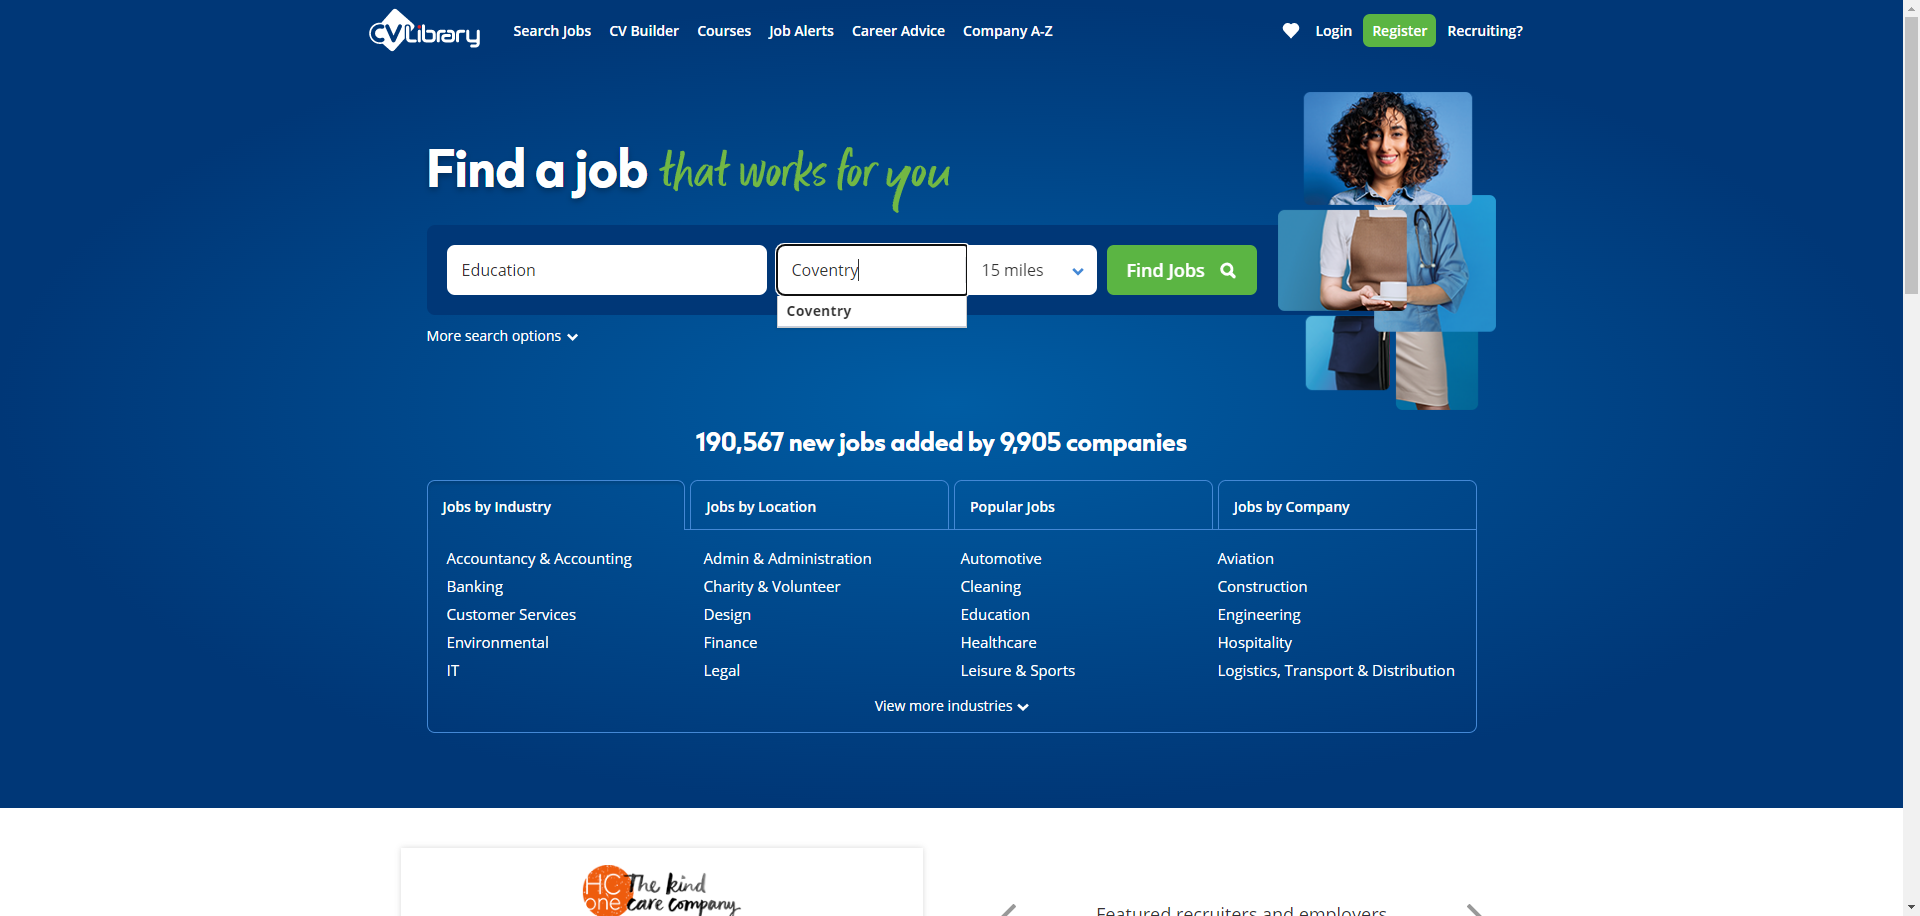 CV Library
Search Jobs
CV Builder
Courses
Job Alerts
Career Advice
Company A-Z
Login
Register
Recruiting?
Find a job that works for you
Education
Coventry
15 miles
Find Jobs
Coventry
More search options
190,567 new jobs added by 9,905 companies
Jobs by Industry
Jobs by Location
Popular Jobs
Jobs by Company
Accountancy & Accounting
Admin & Administration
Automotive
Aviation
Banking
Charity & Volunteer
Cleaning
Construction
Customer Services
Design
Education
Engineering
Environmental
Finance
Healthcare
Hospitality
IT
Legal
Leisure & Sports
Logistics, Transport & Distribution
View more industries
HC one
The kind care company
Featured recruiters and employers